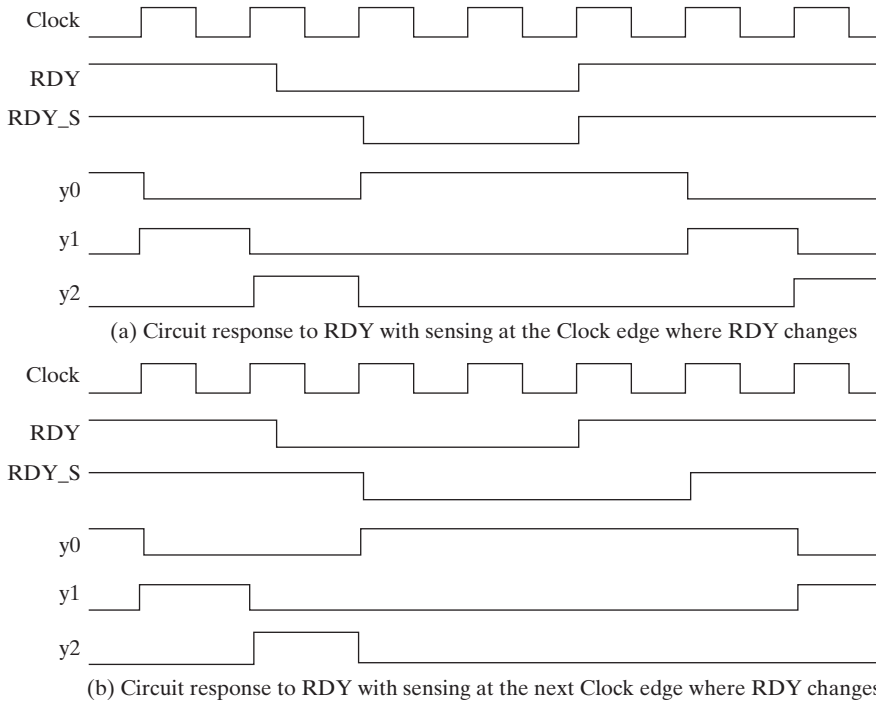 Clock
RDY
RDY_S
y0
y1
y2
(a) Circuit response to RDY with sensing at the Clock edge where RDY changes
Clock
RDY
RDY_S
y0
y1
y2
(b) Circuit response to RDY with sensing at the next Clock edge where RDY changes